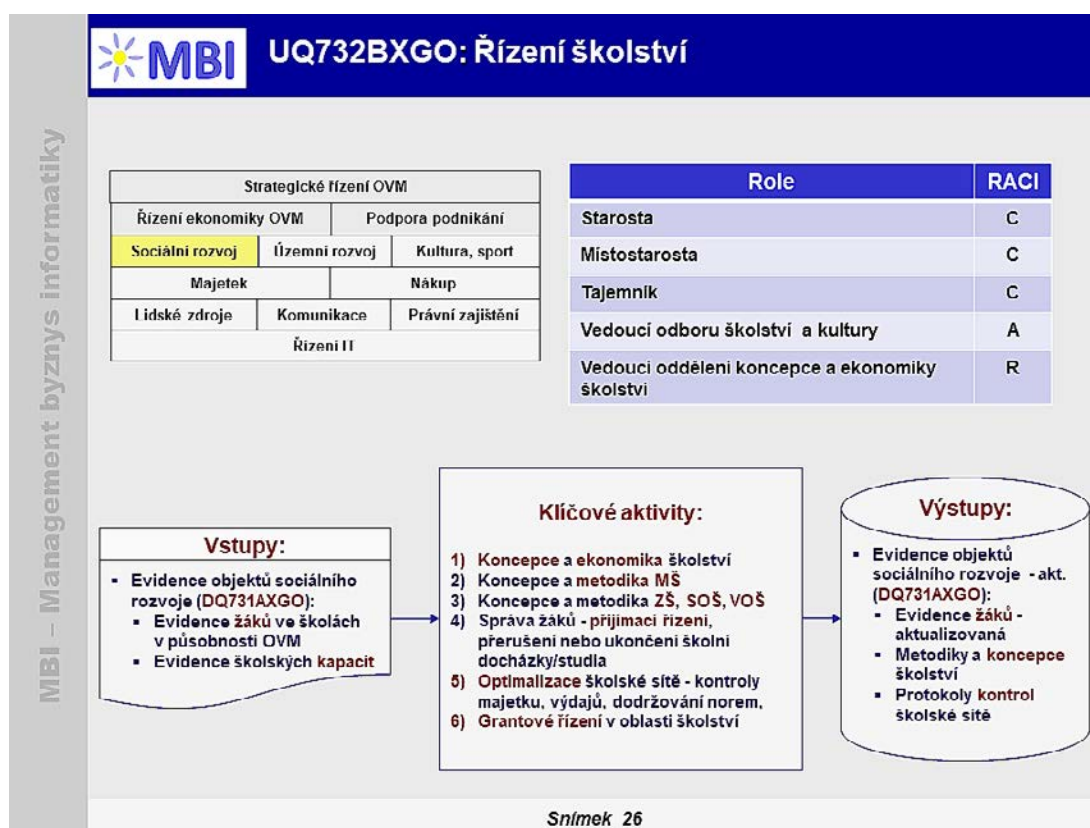 MBI
UQ732BXGO: Řízení školství
MBI – Management byznys informatiky
Strategické řízení OVM
Řízení ekonomiky OVM
Podpora podnikání
Sociální rozvoj
Územní rozvoj
Kultura, sport
Majetek
Nákup
Lidské zdroje
Komunikace
Právní zajištění
Řízení IT
Role RACI
Starosta C
Místostarosta C
Tajemník C
Vedoucí odboru školství a kultury A
Vedoucí oddělení koncepce a ekonomiky R
školství
Vstupy:
▪ Evidence objektů sociálního
rozvoje (DQ731AXGO):
▪ Evidence žáků ve školách
v působnosti OVM
▪ Evidence školských kapacit
Klíčové aktivity:
1) Koncepce a ekonomika školství
2) Koncepce a metodika MŠ
3) Koncepce a metodika ZŠ, SOŠ, VOŠ
4) Správa žáků - přijímací řízení,
přerušení nebo ukončení školní
docházky/studia
5) Optimalizace školské sítě - kontroly
majetku, výdajů, dodržování norem,
6) Grantové řízení v oblasti školství
Výstupy:
▪ Evidence objektů
sociálního rozvoje - akt.
(DQ731AXGO):
▪ Evidence žáků -
aktualizovaná
▪ Metodiky a koncepce
školství
▪ Protokoly kontrol
školské sítě
Snímek 26